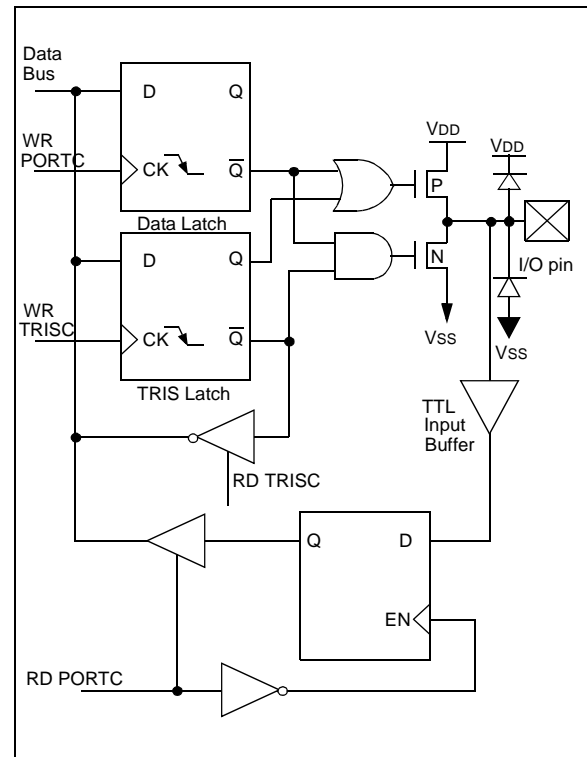 Data
Bus
D
Q
VDD
VDD
WR
PORTC
CK
Q
P
Data Latch
D
Q
N
I/O pin
WR
TRISC
CK
Q
VSS
VSS
TRIS Latch
TTL
Input
Buffer
RD TRISC
Q
D
EN
RD PORTC